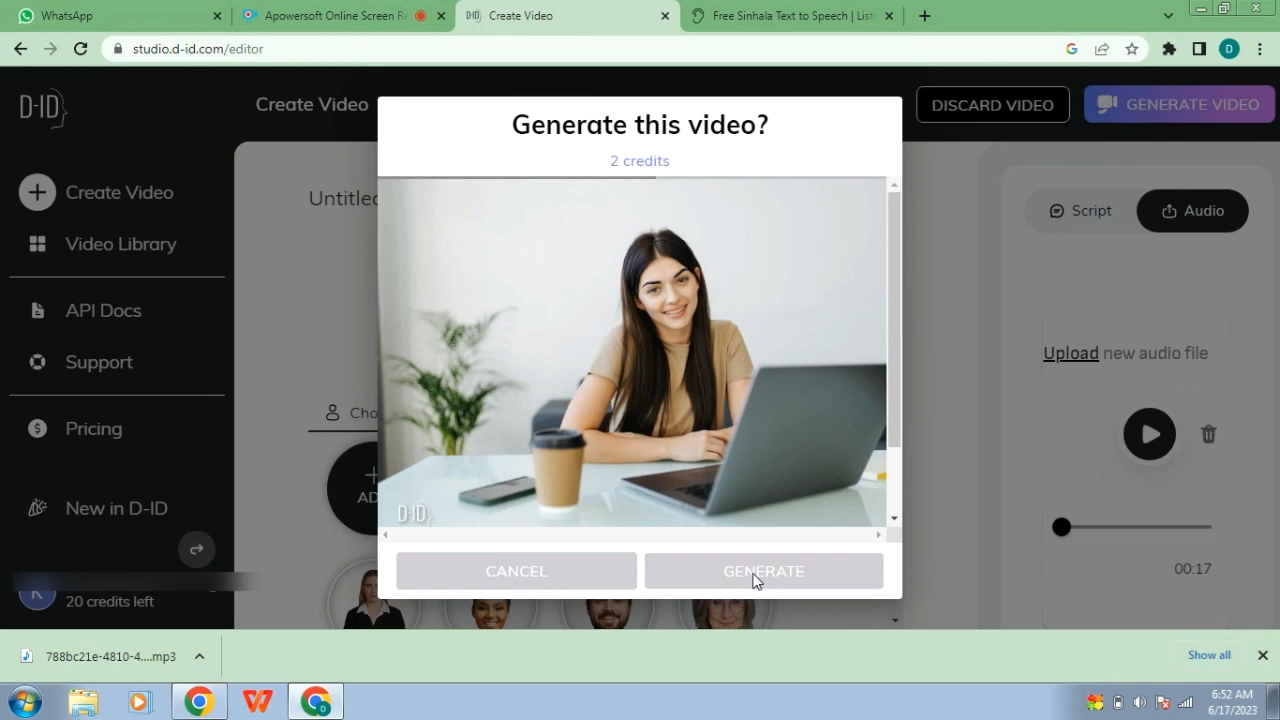 WhatsApp
Apowersoft Online Screen Re
Create Video
Free Sinhala Text to Speech | List
studio.d-id.com/editor
D
D-ID
Create Video
DISCARD VIDEO
GENERATE VIDEO
Generate this video?
2 credits
Create Video
Untitled
Script
Audio
Video Library
API Docs
Support
Upload new audio file
Cho
Pricing
AD
New in D-ID
D-ID
00:17
CANCEL
GENERATE
20 credits left
788bc21e-4810-4....mp3
Show all
6:52 AM
6/17/2023